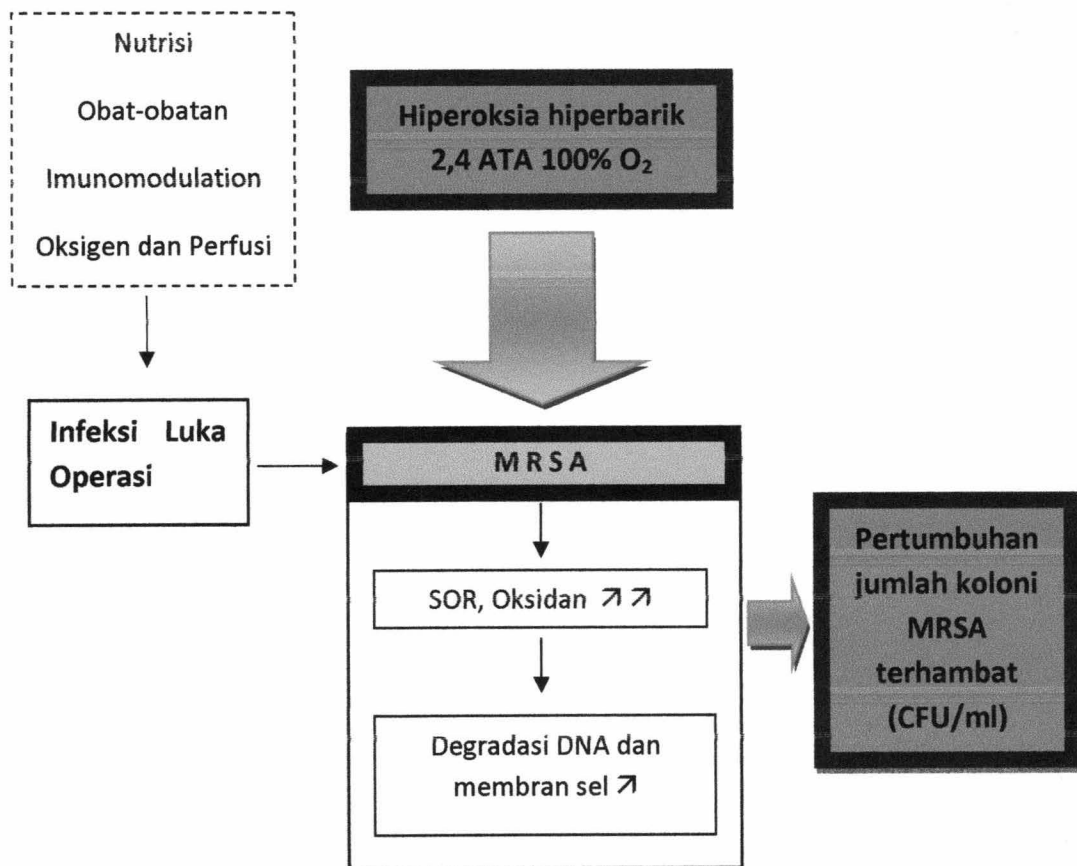 Nutrisi
Obat-obatan
Imunomodulation
Oksigen dan Perfusi
Hiperoksia hiperbarik
2,4 ATA 100% O₂
Infeksi Luka
Operasi
M R S A
SOR, Oksidan ↗↗
Degradasi DNA dan
membran sel ↗
Pertumbuhan
jumlah koloni
MRSA
terhambat
(CFU/ml)